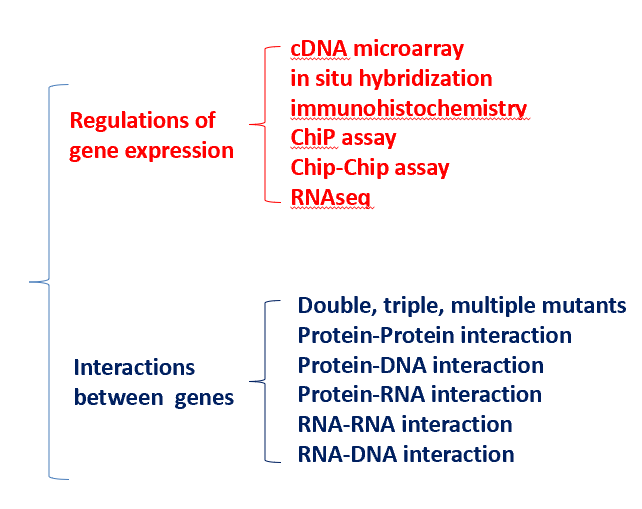 Regulations of
gene expression
cDNA microarray
in situ hybridization
immunohistochemistry
ChiP assay
Chip-Chip assay
RNAseq
Interactions
between  genes
Double, triple, multiple mutants
Protein-Protein interaction
Protein-DNA interaction
Protein-RNA interaction
RNA-RNA interaction
RNA-DNA interaction